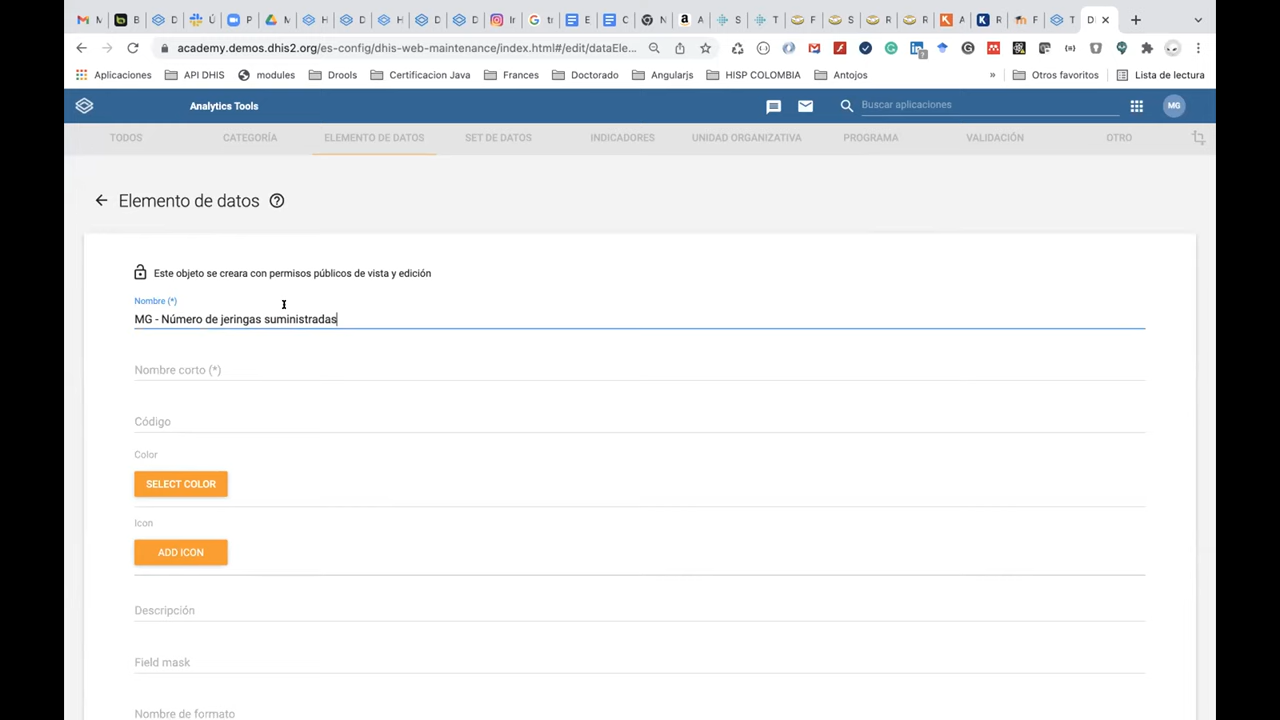 M
B
D
Ú
P
M
H
D
H
D
D
Ir
tr
E
C
N
A
S
T
F
S
R
R
A
K
R
F
T
D
academy.demos.dhis2.org/es-config/dhis-web-maintenance/index.html#/edit/dataEle...
Aplicaciones
API DHIS
modules
Drools
Certificacion Java
Frances
Doctorado
Angularjs
HISP COLOMBIA
Antojos
»
Otros favoritos
Lista de lectura
Analytics Tools
Buscar aplicaciones
MG
TODOS
CATEGORÍA
ELEMENTO DE DATOS
SET DE DATOS
INDICADORES
UNIDAD ORGANIZATIVA
PROGRAMA
VALIDACIÓN
OTRO
Elemento de datos
Este objeto se creara con permisos públicos de vista y edición
Nombre (*)
MG - Número de jeringas suministradas
Nombre corto (*)
Código
Color
SELECT COLOR
Icon
ADD ICON
Descripción
Field mask
Nombre de formato